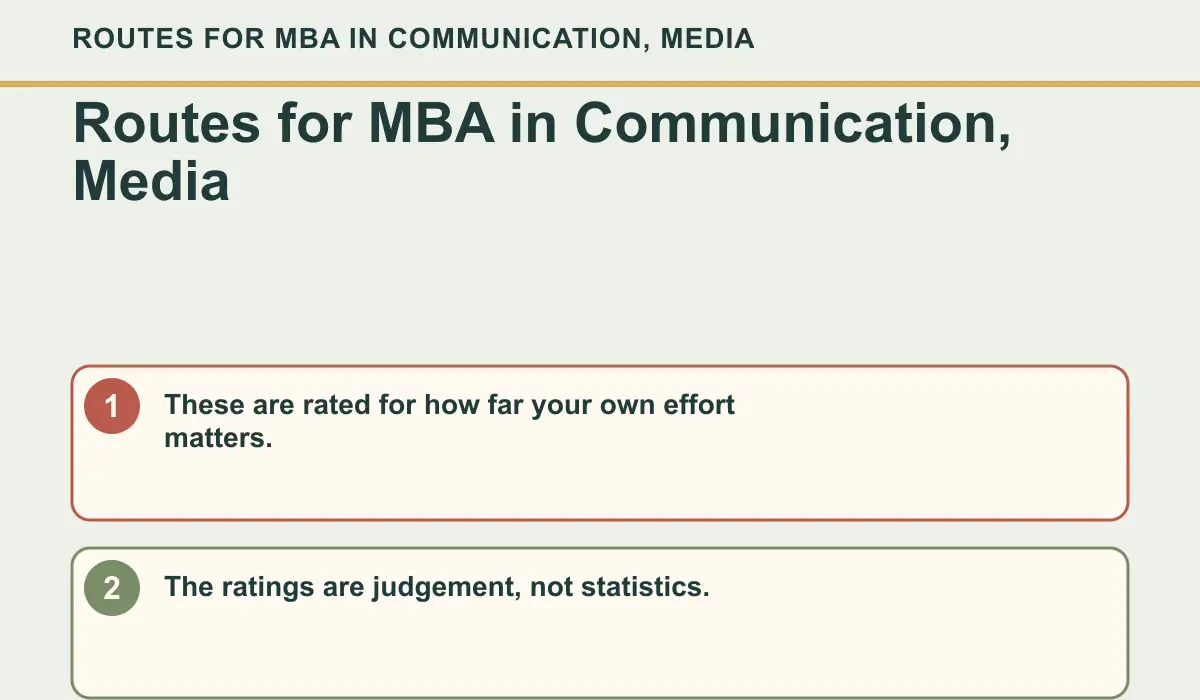 ROUTES FOR MBA IN COMMUNICATION, MEDIA
Routes for MBA in Communication,
Media
1
These are rated for how far your own effort
matters.
2
The ratings are judgement, not statistics.